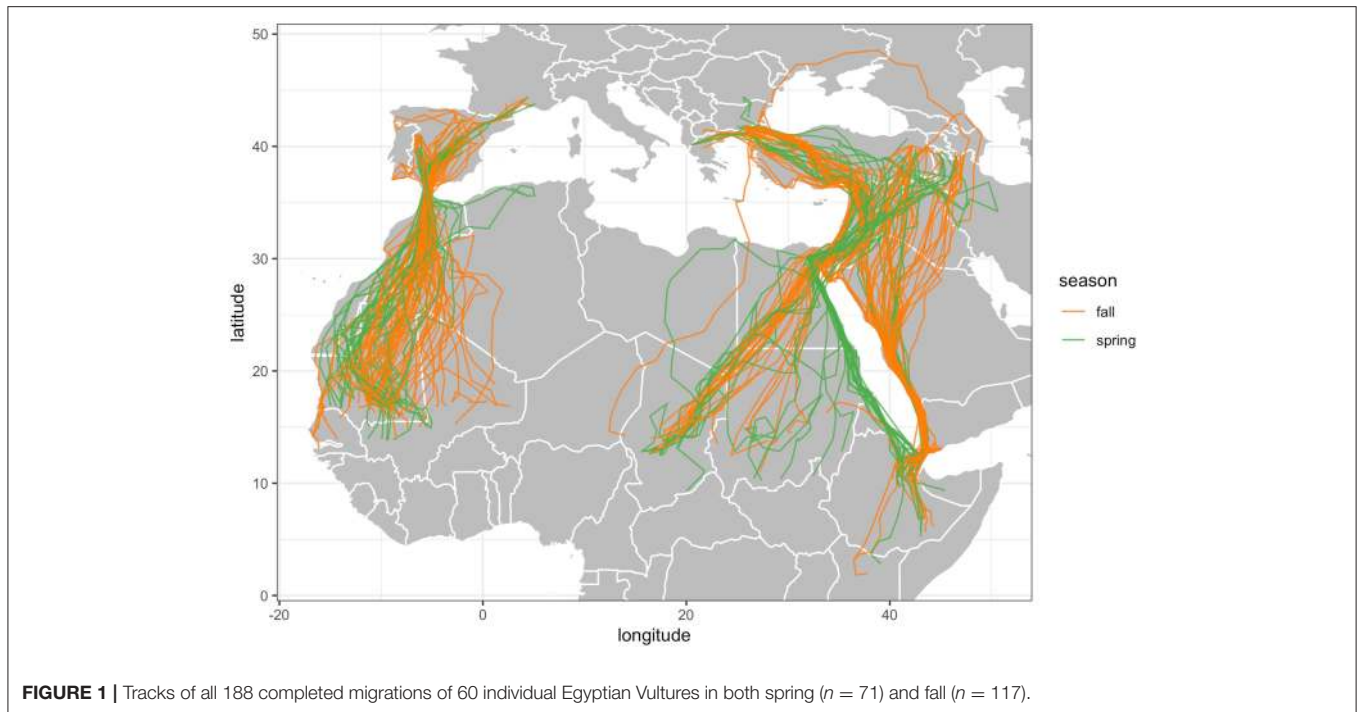 50
40
30
20
10
0
latitude
-20
0
20
40
longitude
season
fall
spring
FIGURE 1 | Tracks of all 188 completed migrations of 60 individual Egyptian Vultures in both spring (n = 71) and fall (n = 117).